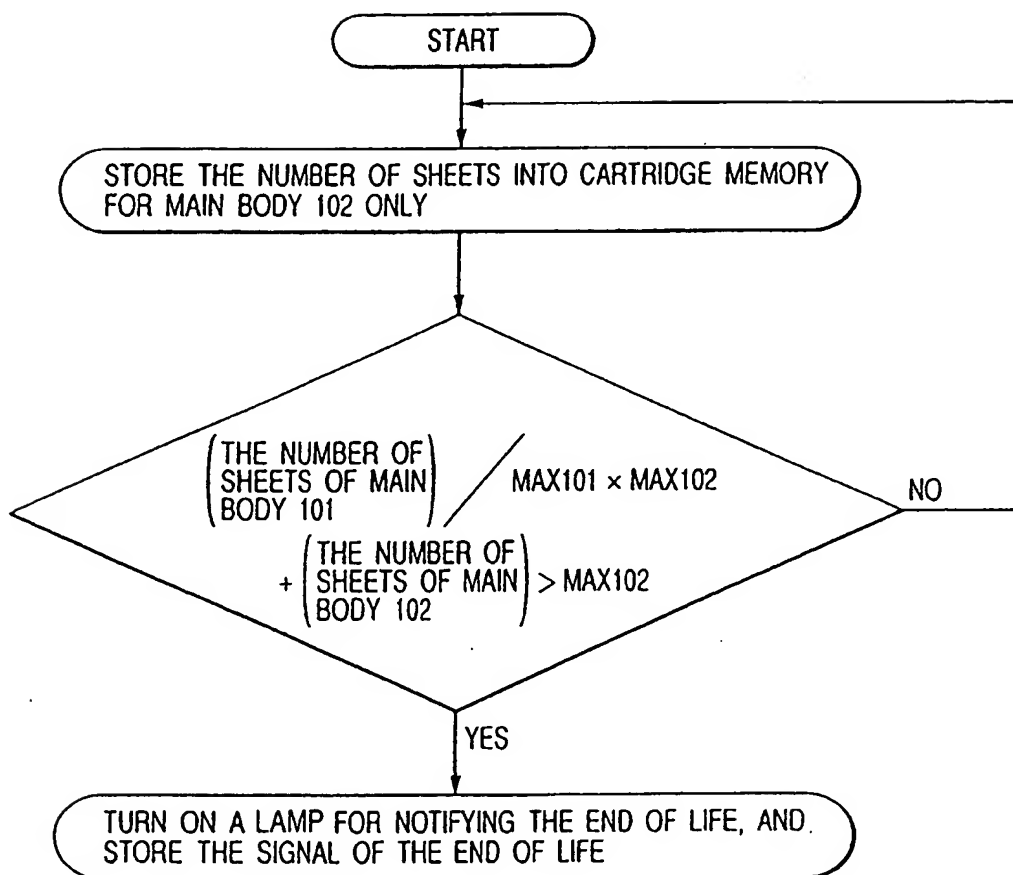 START
STORE THE NUMBER OF SHEETS INTO CARTRIDGE MEMORY
FOR MAIN BODY 102 ONLY
(THE NUMBER OF
SHEETS OF MAIN
BODY 101) / MAX101 × MAX102
+ (THE NUMBER OF
SHEETS OF MAIN
BODY 102) > MAX102
NO
YES
TURN ON A LAMP FOR NOTIFYING THE END OF LIFE, AND
STORE THE SIGNAL OF THE END OF LIFE